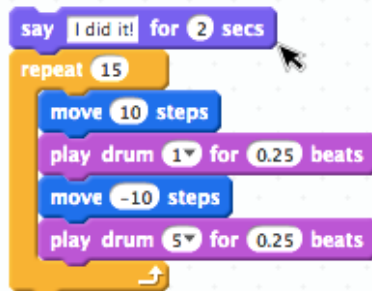 say I did it! for 2 secs
repeat 15
move 10 steps
play drum 1 for 0.25 beats
move -10 steps
play drum 5 for 0.25 beats